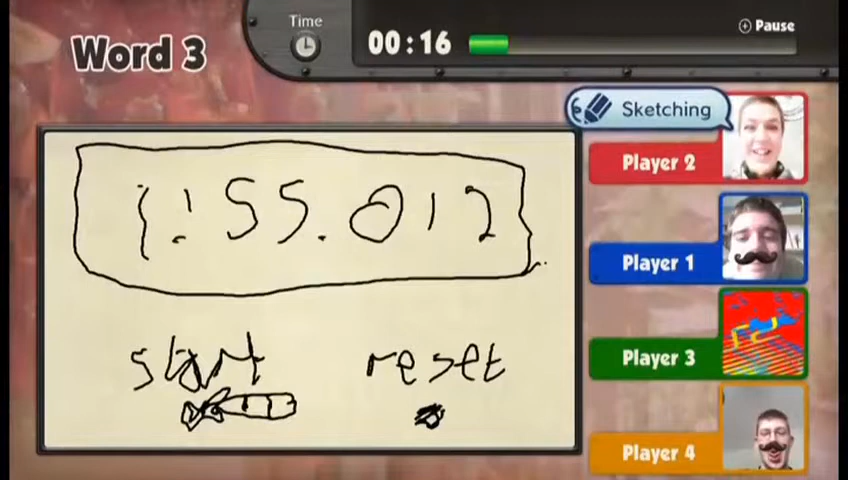 Word 3
Time
00:16
Pause
Sketching
1:55.012
start
reset
Player 2
Player 1
Player 3
Player 4